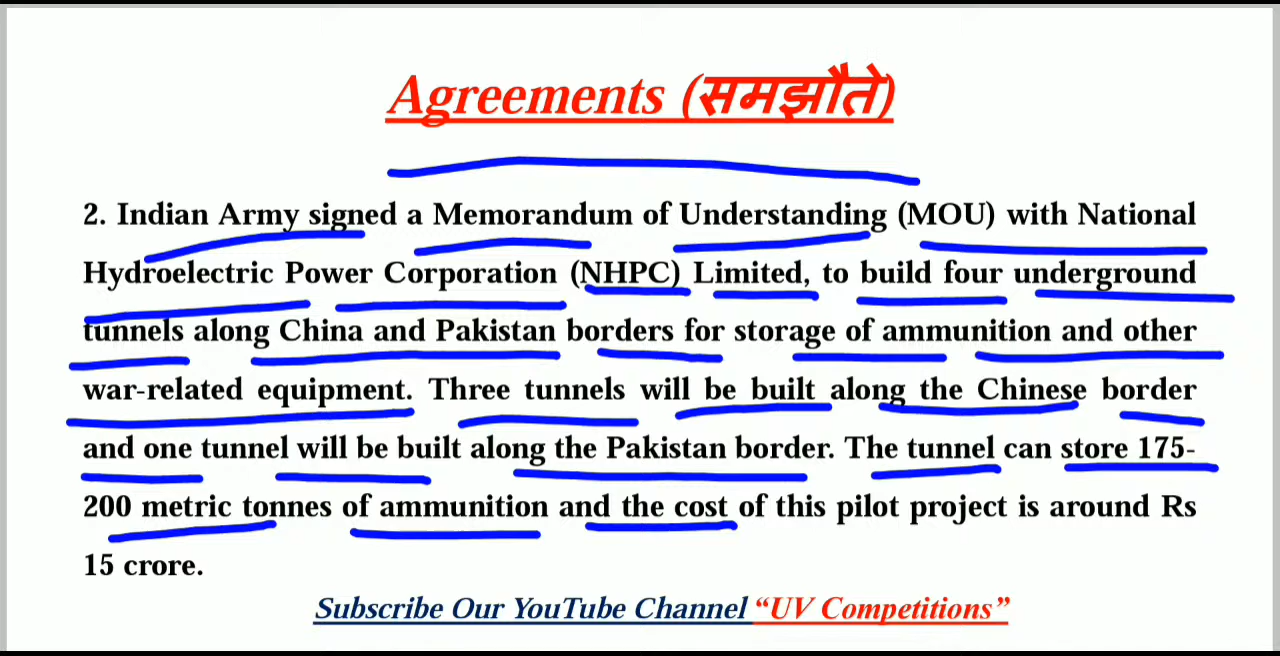 Agreements (समझौते)
2. Indian Army signed a Memorandum of Understanding (MOU) with National
Hydroelectric Power Corporation (NHPC) Limited, to build four underground
tunnels along China and Pakistan borders for storage of ammunition and other
war-related equipment. Three tunnels will be built along the Chinese border
and one tunnel will be built along the Pakistan border. The tunnel can store 175-
200 metric tonnes of ammunition and the cost of this pilot project is around Rs
15 crore.
Subscribe Our YouTube Channel “UV Competitions”